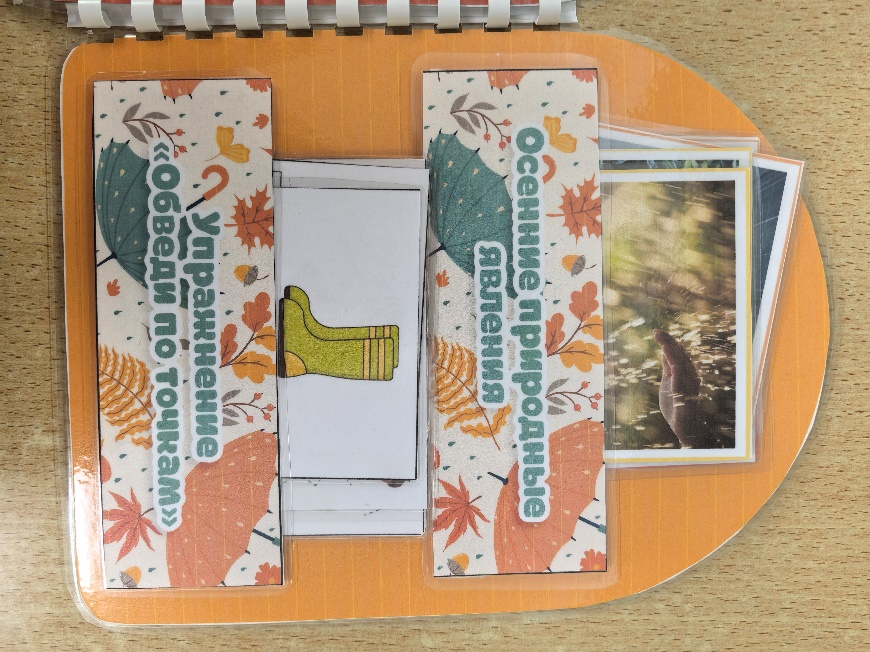 Осенние природные
явления
Упражнение
«Обведи по точкам»